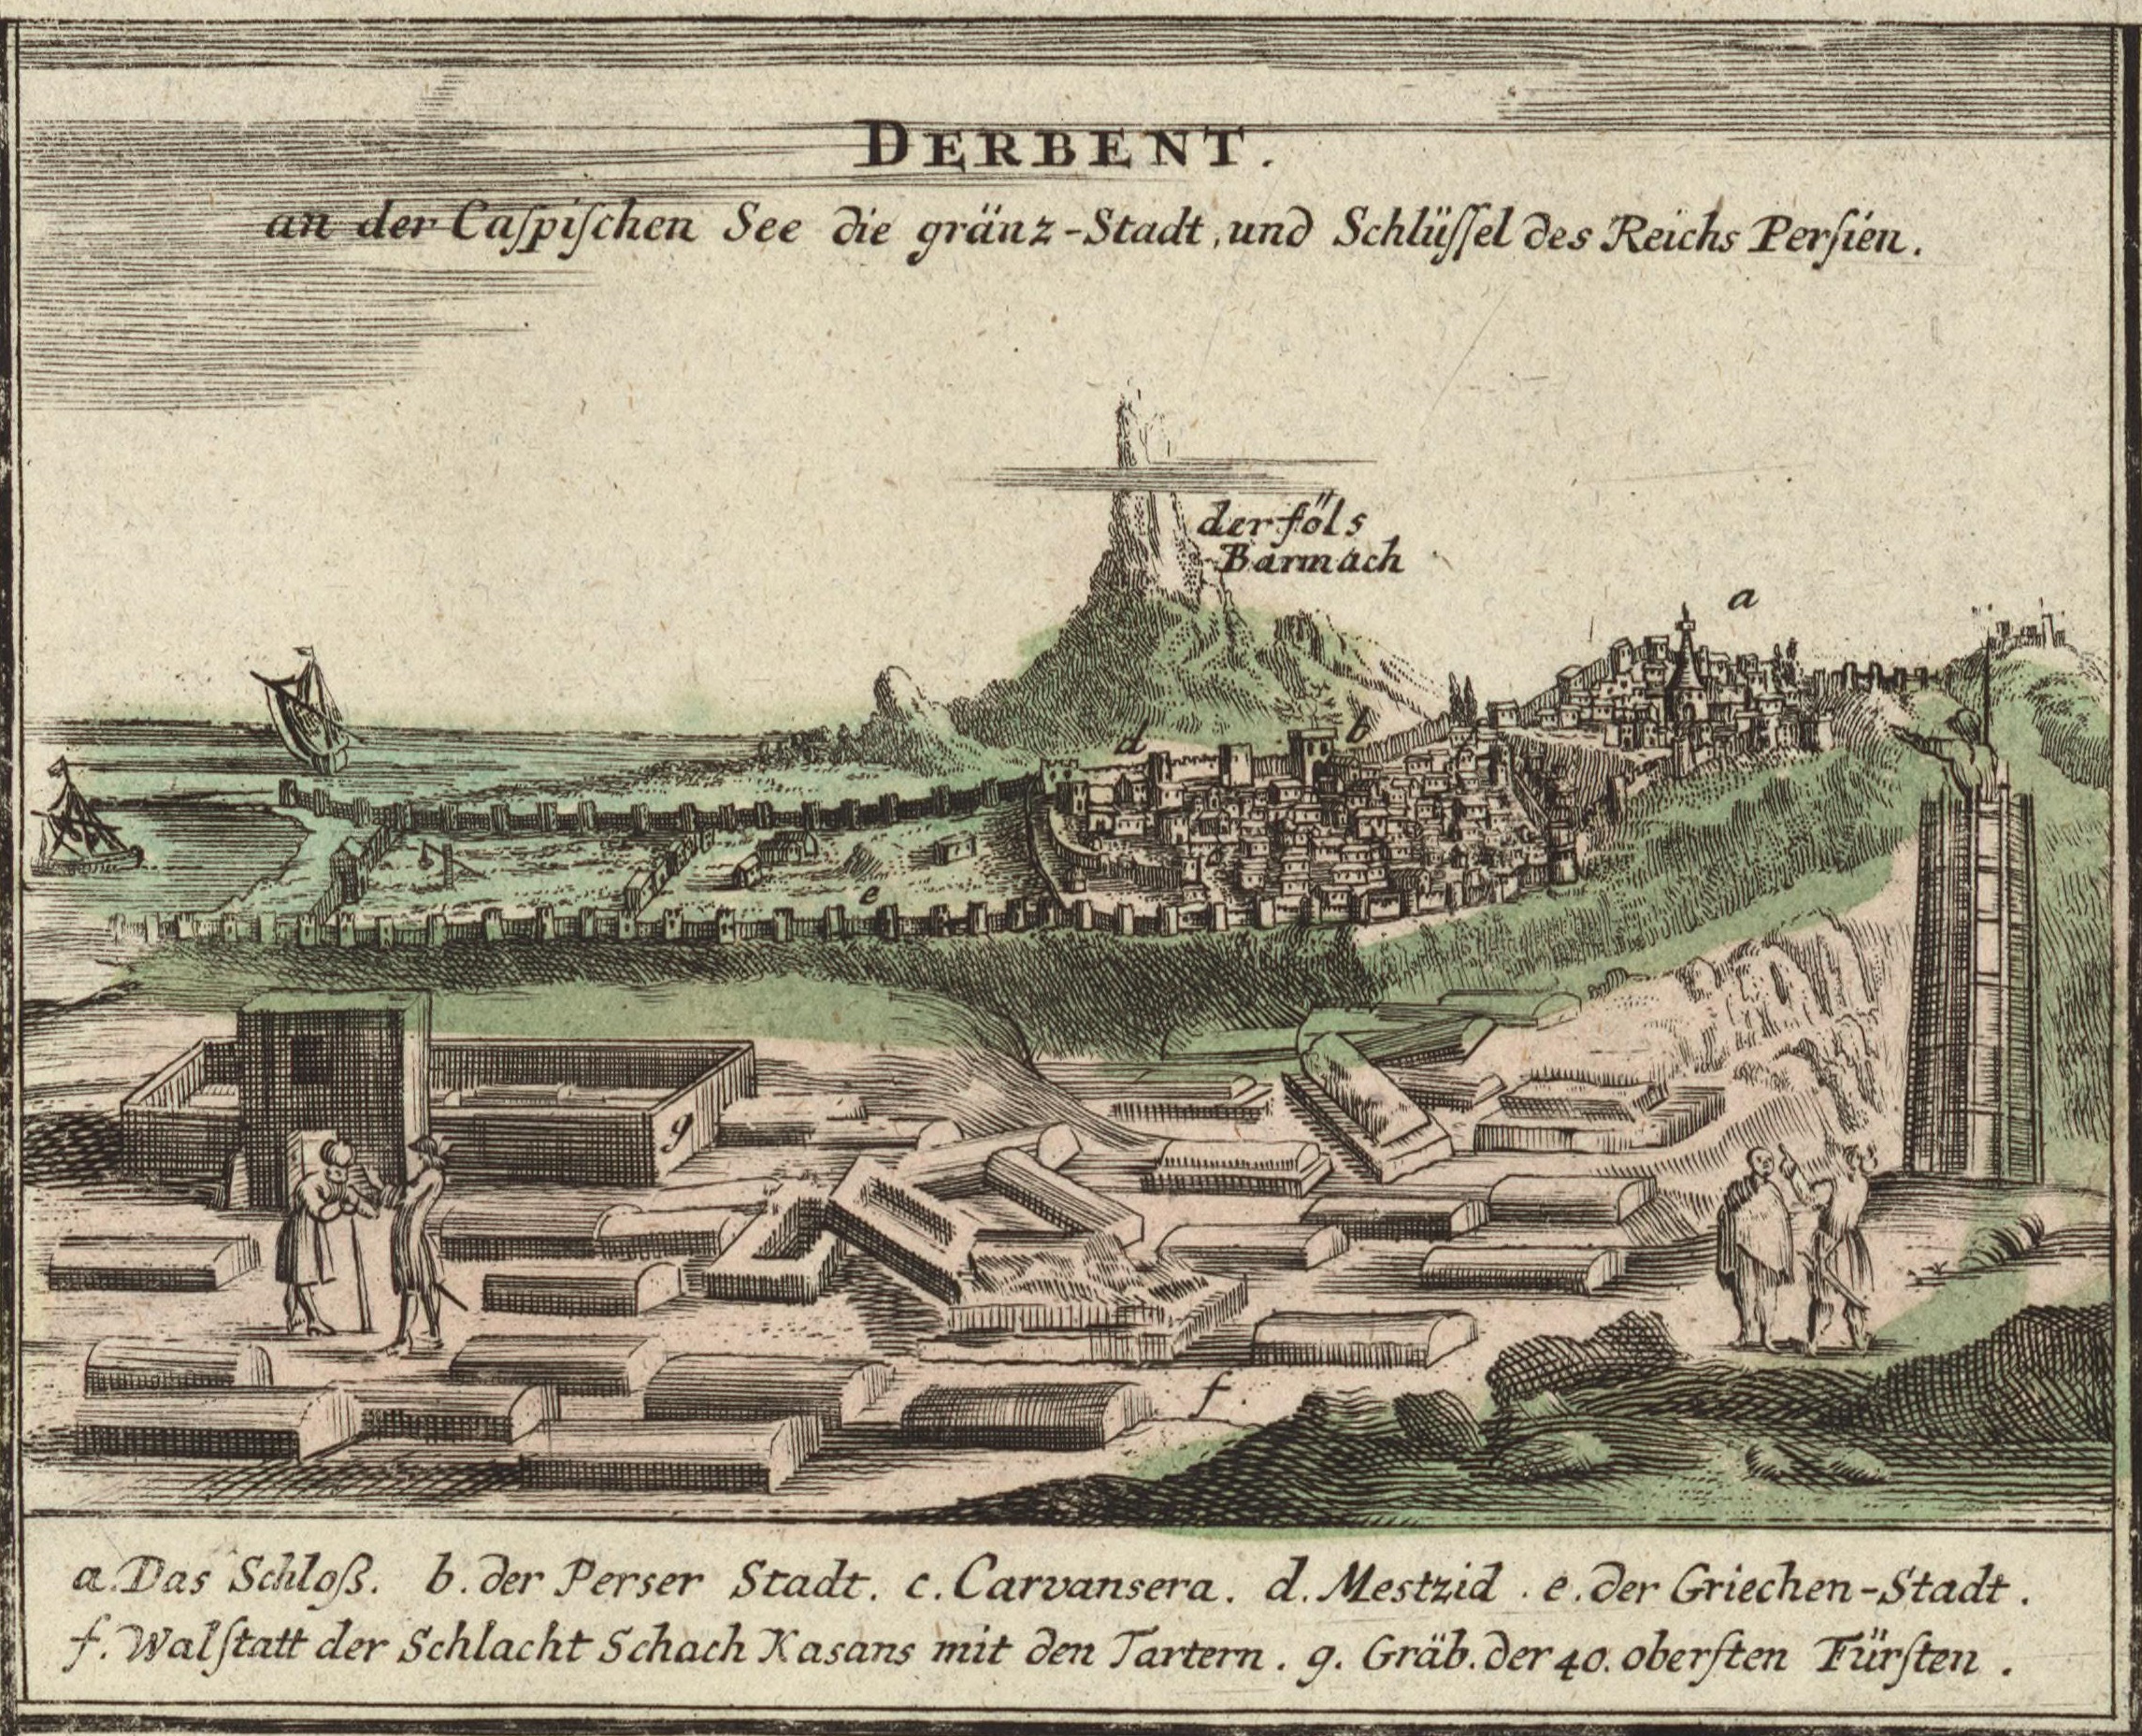 DERBENT.
an der Caſpiſchen See die gränz-Stadt, und Schlüſſel des Reichs Perſien.
der föls
Barmach
a
d b
c
e
g
f.
a. Das Schloß. b. der Perser Stadt. c. Carvansera. d. Mestzid. e. der Griechen-Stadt.
f. Walſtatt der Schlacht Schach Kasans mit den Tartern. g. Gräb. der 40. oberſten Fürſten.